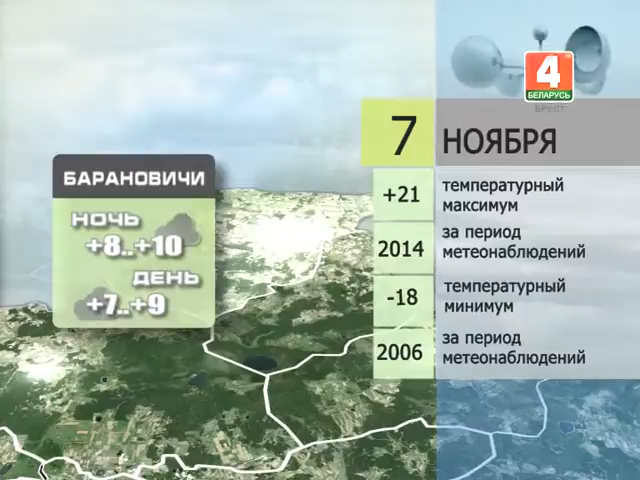 4
БЕЛАРУСЬ
БРЕСТ
7 НОЯБРЯ
БАРАНОВИЧИ
НОЧЬ
+8..+10
ДЕНЬ
+7..+9
+21 температурный
максимум
2014 за период
метеонаблюдений
-18 температурный
минимум
2006 за период
метеонаблюдений